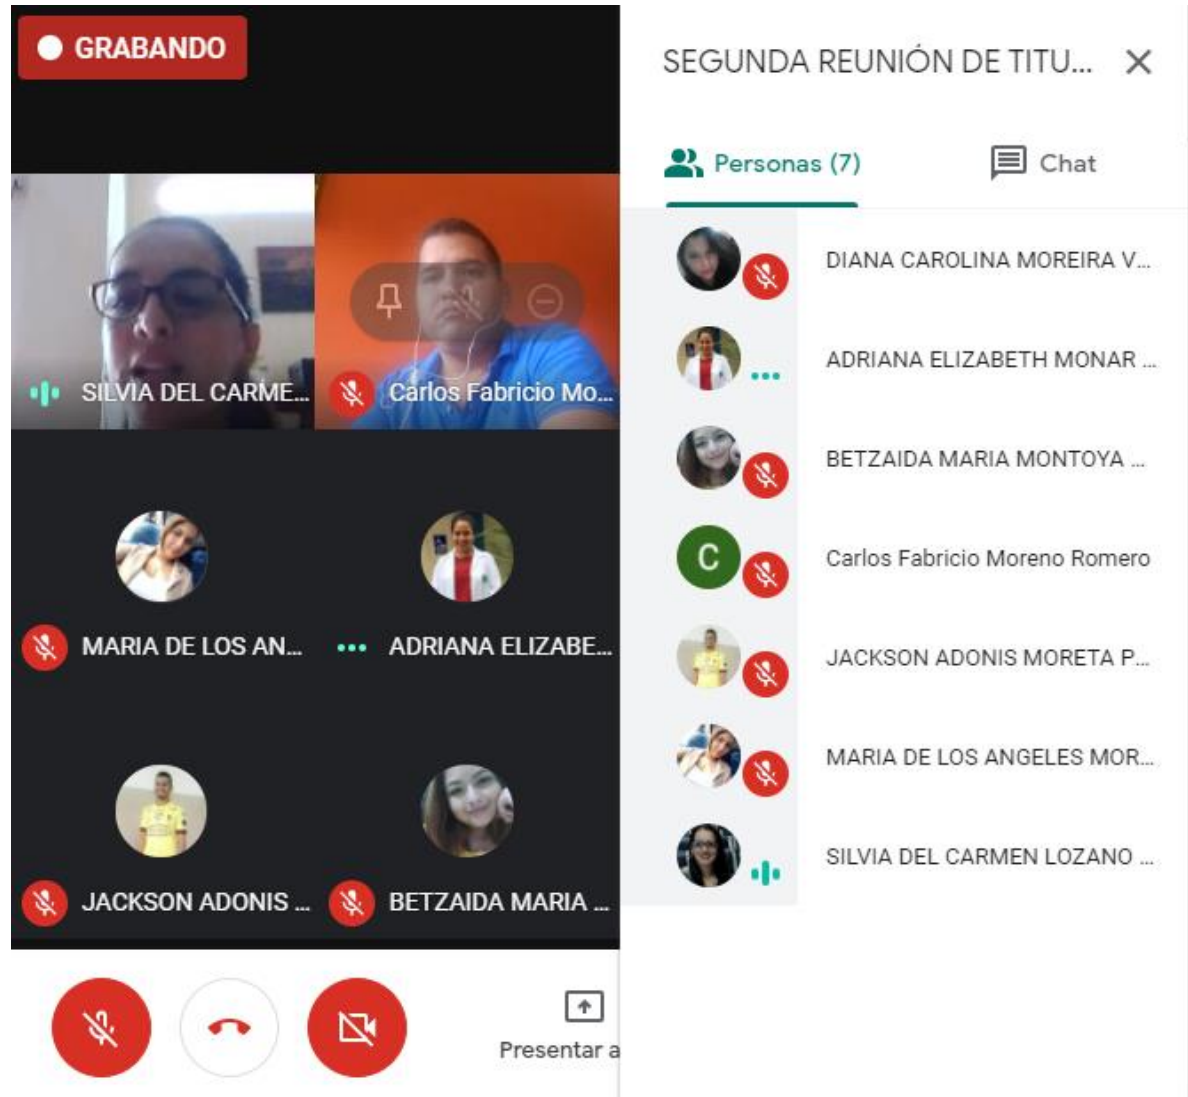 GRABANDO
SILVIA DEL CARME...
Carlos Fabricio Mo...
MARIA DE LOS AN...
ADRIANA ELIZABE...
JACKSON ADONIS ...
BETZAIDA MARIA ...
Presentar a
SEGUNDA REUNIÓN DE TITU...
Personas (7)
Chat
DIANA CAROLINA MOREIRA V...
ADRIANA ELIZABETH MONAR ...
BETZAIDA MARIA MONTOYA ...
C
Carlos Fabricio Moreno Romero
JACKSON ADONIS MORETA P...
MARIA DE LOS ANGELES MOR...
SILVIA DEL CARMEN LOZANO ...